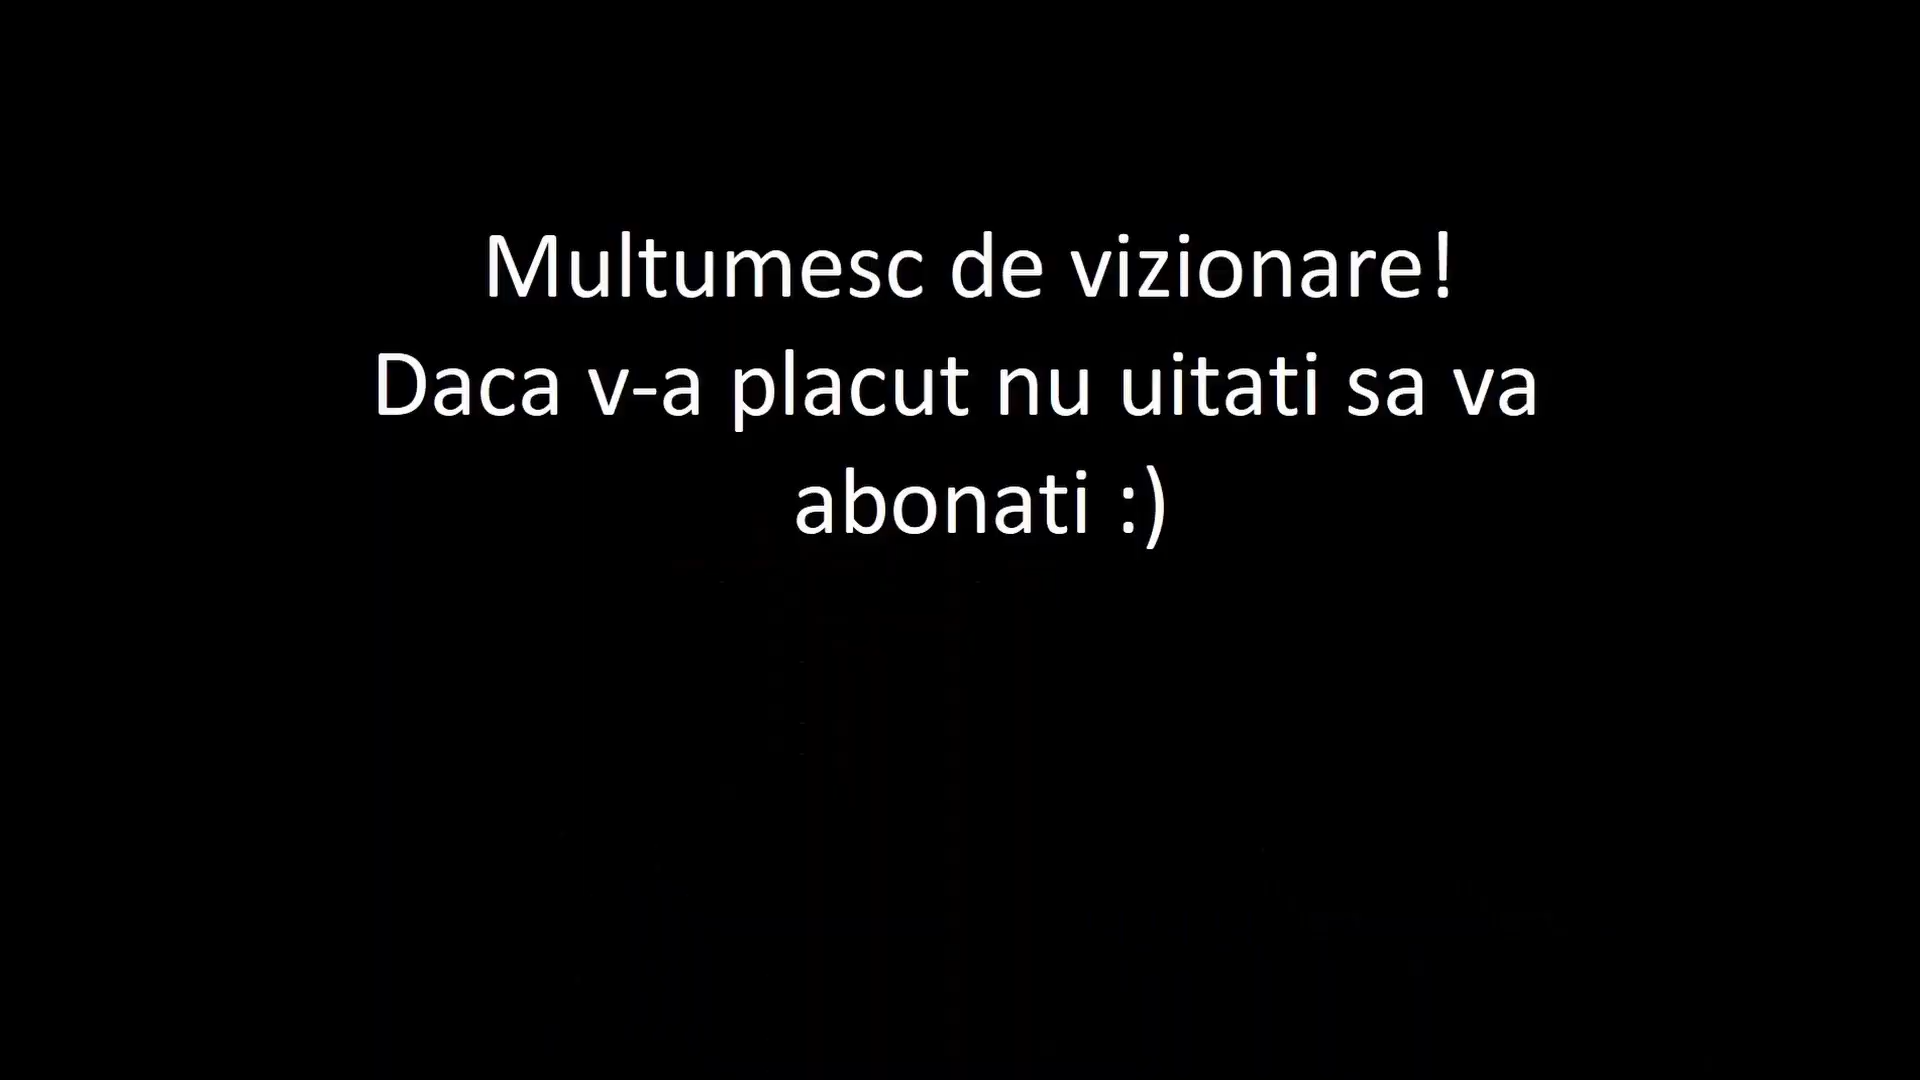 Multumesc de vizionare!
Daca v-a placut nu uitati sa va
abonati :)